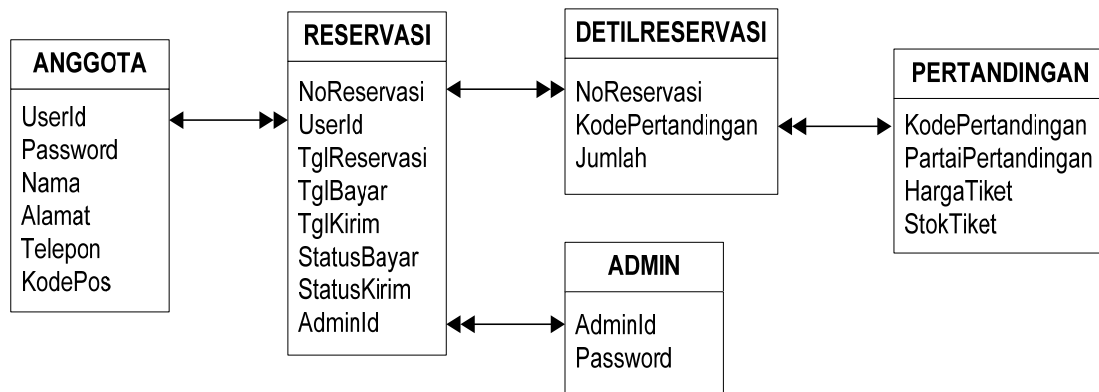 ANGGOTA
UserId
Password
Nama
Alamat
Telepon
KodePos
RESERVASI
NoReservasi
UserId
TglReservasi
TglBayar
TglKirim
StatusBayar
StatusKirim
AdminId
DETILRESERVASI
NoReservasi
KodePertandingan
Jumlah
ADMIN
AdminId
Password
PERTANDINGAN
KodePertandingan
PartaiPertandingan
HargaTiket
StokTiket